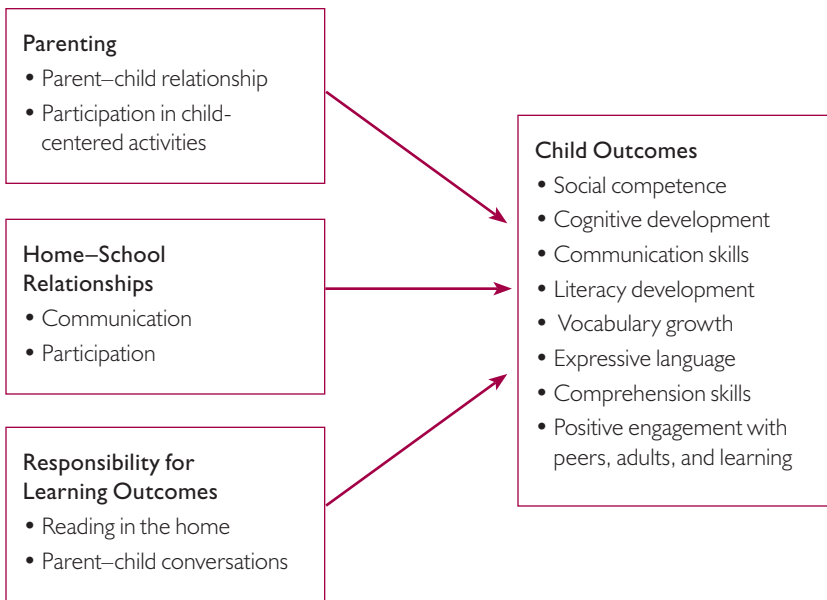 Parenting
• Parent–child relationship
• Participation in child-
centered activities
Home–School
Relationships
• Communication
• Participation
Responsibility for
Learning Outcomes
• Reading in the home
• Parent–child conversations
Child Outcomes
• Social competence
• Cognitive development
• Communication skills
• Literacy development
• Vocabulary growth
• Expressive language
• Comprehension skills
• Positive engagement with
peers, adults, and learning